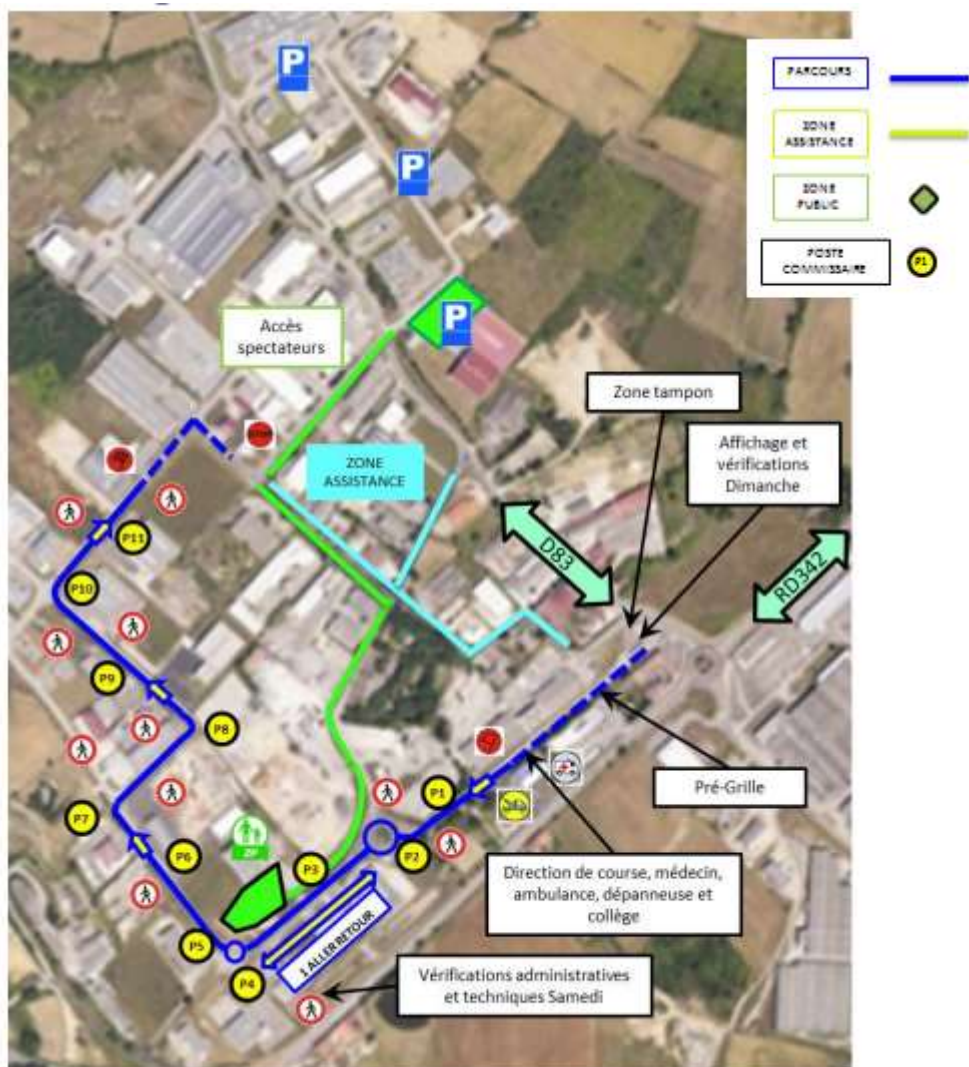 P
P
P
PARCOURS
ZONE
ASSISTANCE
ZONE
PUBLIC
POSTE
COMMISSAIRE
P1
Accès
spectateurs
Zone tampon
Affichage et
vérifications
Dimanche
ZONE
ASSISTANCE
D83
RD342
P11
P10
P9
P8
P7
P6
P5
P4
P3
P2
P1
ZP
Pré-Grille
Direction de course, médecin,
ambulance, dépanneuse et
collège
1 ALLER RETOUR
Vérifications administratives
et techniques Samedi